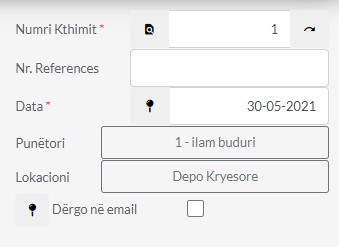 Numri Kthimit * 1
Nr. References
Data * 30-05-2021
Punëtori 1 - ilam buduri
Lokacioni Depo Kryesore
Dërgo në email